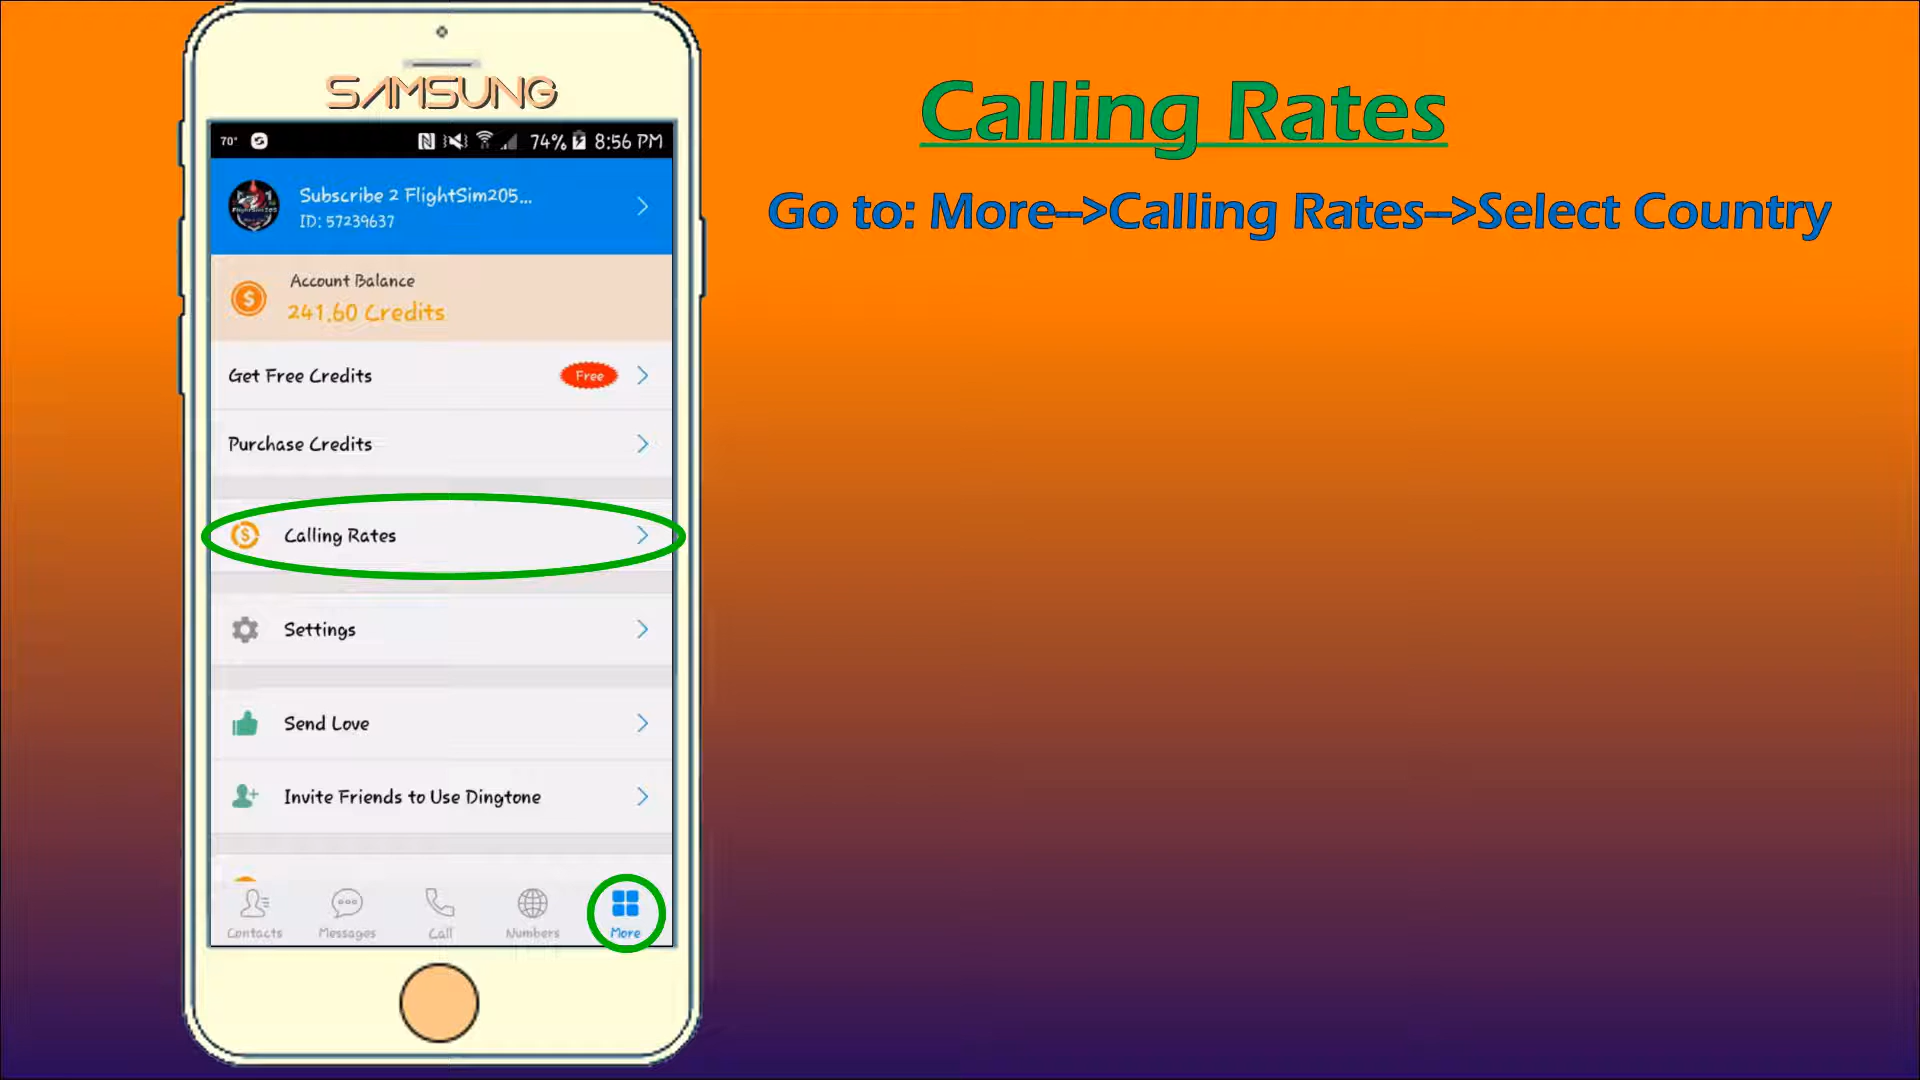 SAMSUNG
Calling Rates
Go to: More-->Calling Rates-->Select Country
70°
74% 8:56 PM
Subscribe 2 FlightSim205...
ID: 57239637
Account Balance
241.60 Credits
Get Free Credits
Free
Purchase Credits
Calling Rates
Settings
Send Love
Invite Friends to Use Dingtone
Contacts
Messages
Call
Numbers
More